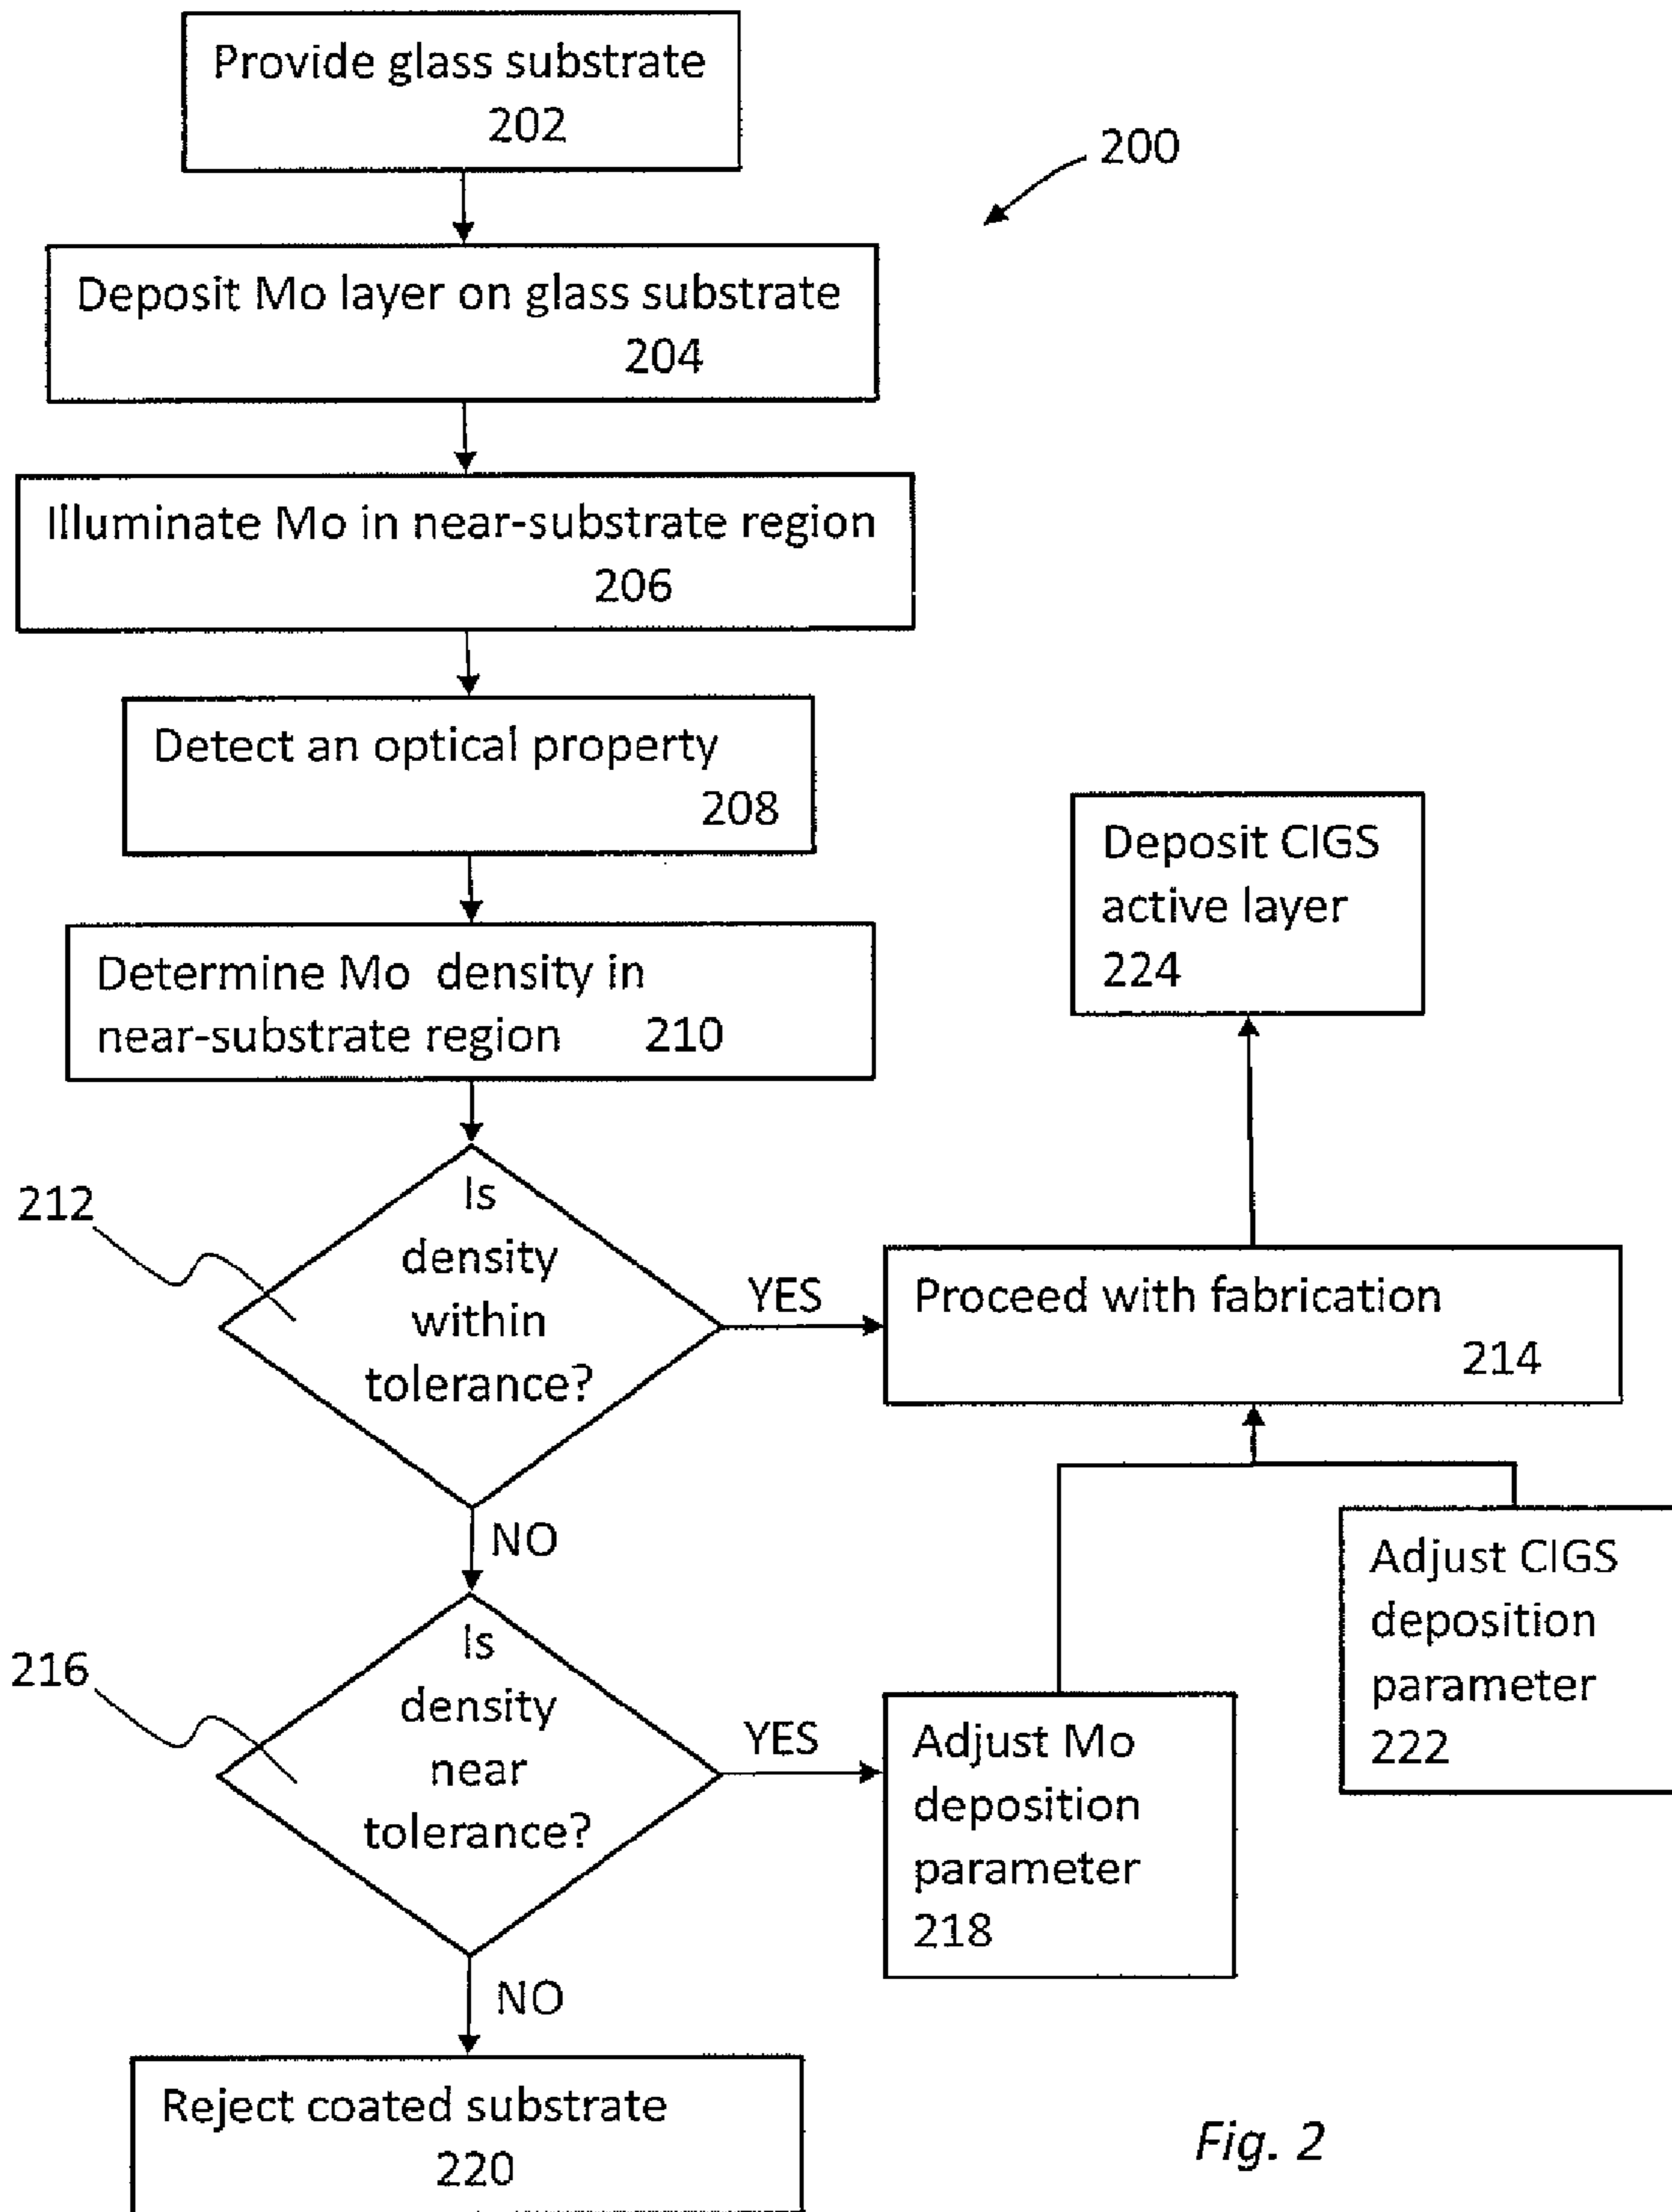 Provide glass substrate
202
200
Deposit Mo layer on glass substrate
204
Illuminate Mo in near-substrate region
206
Detect an optical property
208
Determine Mo density in
near-substrate region 210
212
Is
density
within
tolerance?
YES
Proceed with fabrication
214
Deposit CIGS
active layer
224
NO
216
Is
density
near
tolerance?
YES
Adjust Mo
deposition
parameter
218
Adjust CIGS
deposition
parameter
222
NO
Reject coated substrate
220
Fig. 2